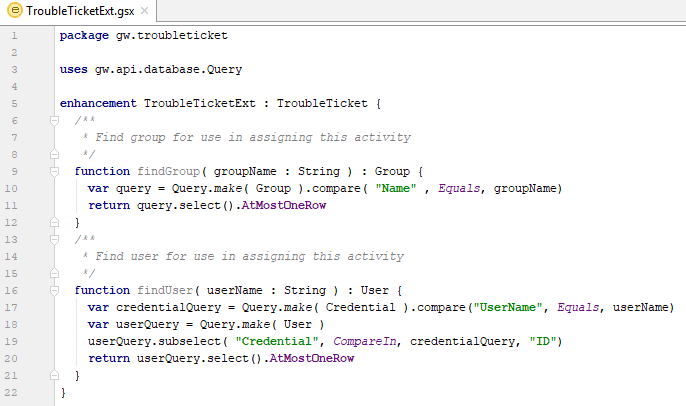 TroubleTicketExt.gsx
1 package gw.troubleticket
2
3 uses gw.api.database.Query
4
5 enhancement TroubleTicketExt : TroubleTicket {
6 /**
7 * Find group for use in assigning this activity
8 */
9 function findGroup( groupName : String ) : Group {
10 var query = Query.make( Group ).compare( "Name" , Equals, groupName)
11 return query.select().AtMostOneRow
12 }
13 /**
14 * Find user for use in assigning this activity
15 */
16 function findUser( userName : String ) : User {
17 var credentialQuery = Query.make( Credential ).compare("UserName", Equals, userName)
18 var userQuery = Query.make( User )
19 userQuery.subselect( "Credential", CompareIn, credentialQuery, "ID")
20 return userQuery.select().AtMostOneRow
21 }
22 }